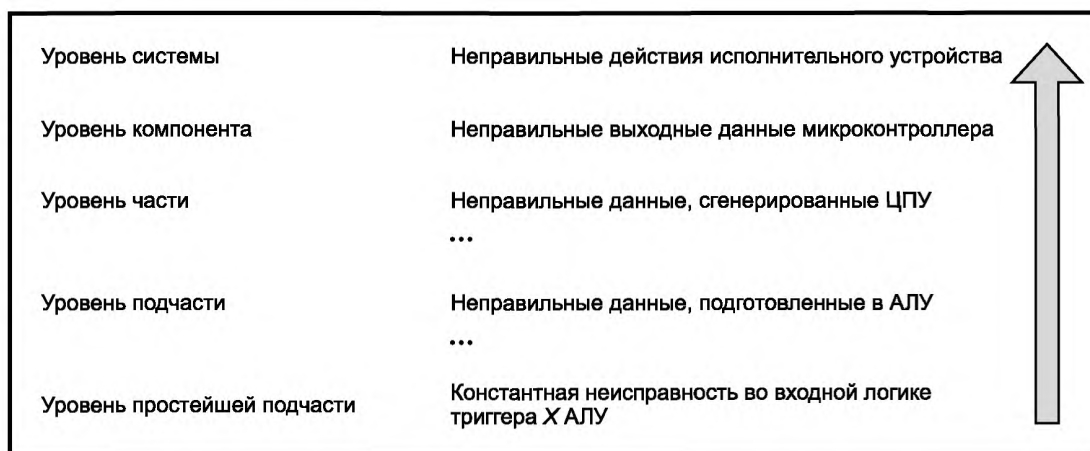 Уровень системы Неправильные действия исполнительного устройства
Уровень компонента Неправильные выходные данные микроконтроллера
Уровень части Неправильные данные, сгенерированные ЦПУ
...
Уровень подчасти Неправильные данные, подготовленные в АЛУ
...
Уровень простейшей подчасти Константная неисправность во входной логике
триггера X АЛУ